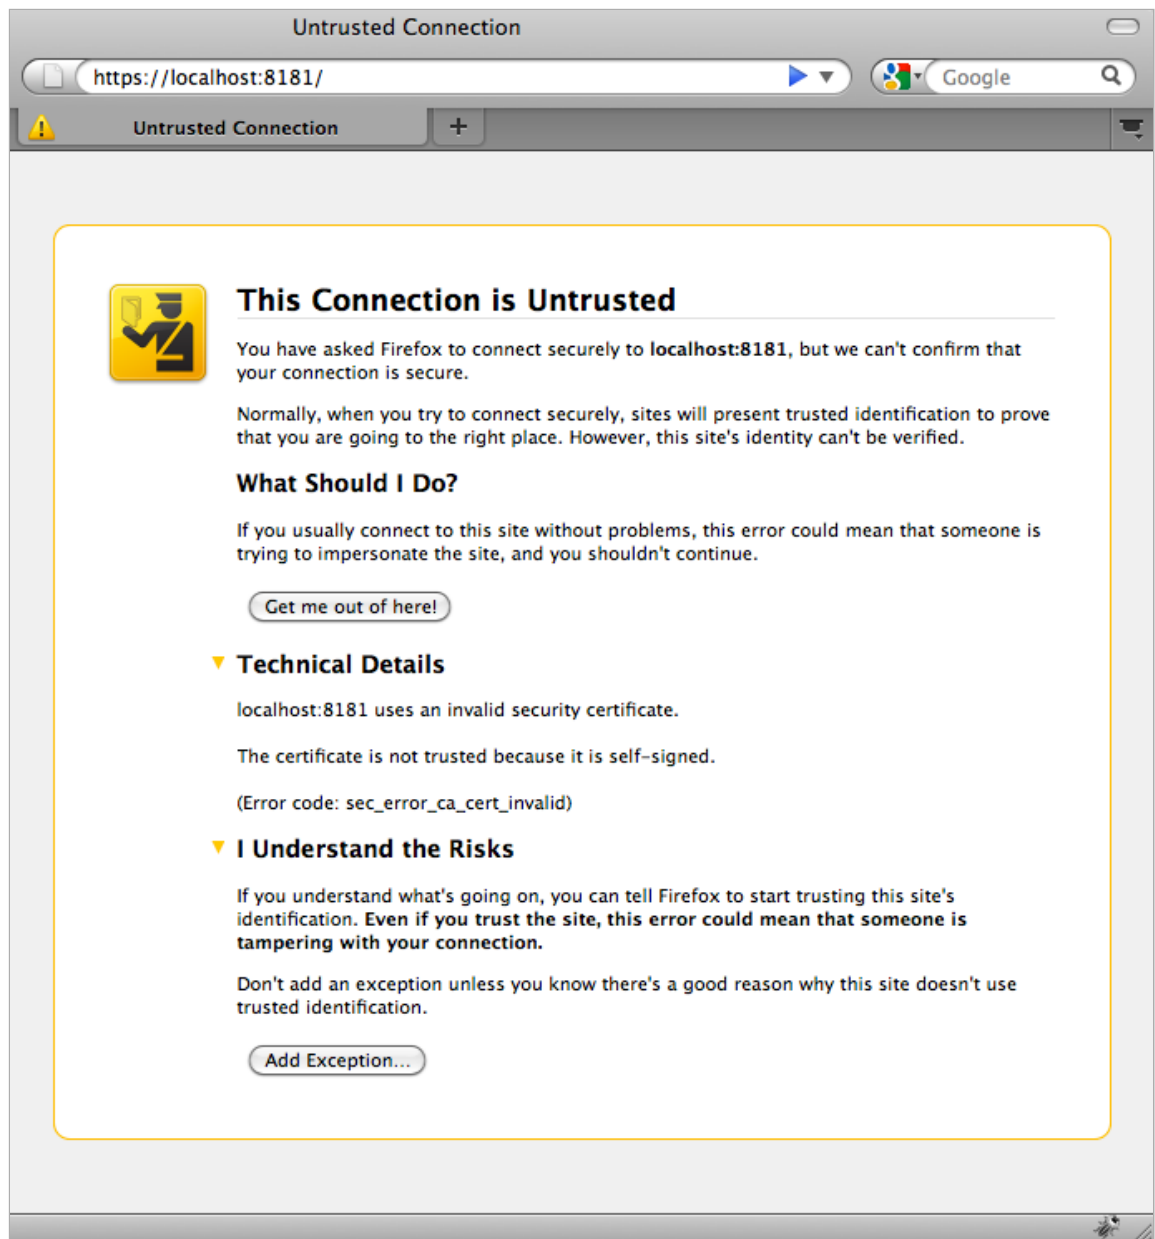 Untrusted Connection
https://localhost:8181/
Google
Untrusted Connection
This Connection is Untrusted
You have asked Firefox to connect securely to localhost:8181, but we can't confirm that
your connection is secure.
Normally, when you try to connect securely, sites will present trusted identification to prove
that you are going to the right place. However, this site's identity can't be verified.
What Should I Do?
If you usually connect to this site without problems, this error could mean that someone is
trying to impersonate the site, and you shouldn't continue.
Get me out of here!
Technical Details
localhost:8181 uses an invalid security certificate.
The certificate is not trusted because it is self-signed.
(Error code: sec_error_ca_cert_invalid)
I Understand the Risks
If you understand what's going on, you can tell Firefox to start trusting this site's
identification. Even if you trust the site, this error could mean that someone is
tampering with your connection.
Don't add an exception unless you know there's a good reason why this site doesn't use
trusted identification.
Add Exception...